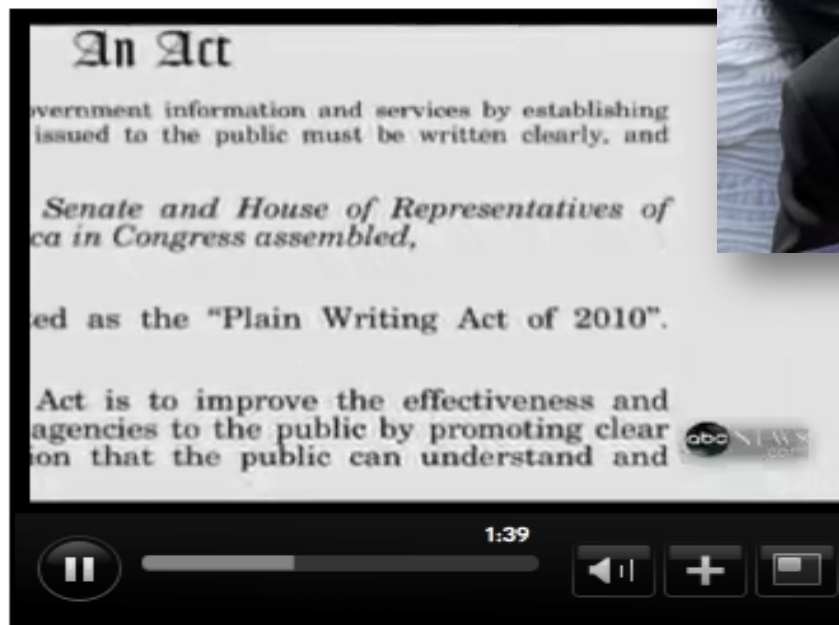 An Act
vernment information and services by establishing
issued to the public must be written clearly, and
Senate and House of Representatives of
ca in Congress assembled,
ed as the “Plain Writing Act of 2010”.
Act is to improve the effectiveness and
agencies to the public by promoting clear
ion that the public can understand and
abc NEWS
.com
1:39